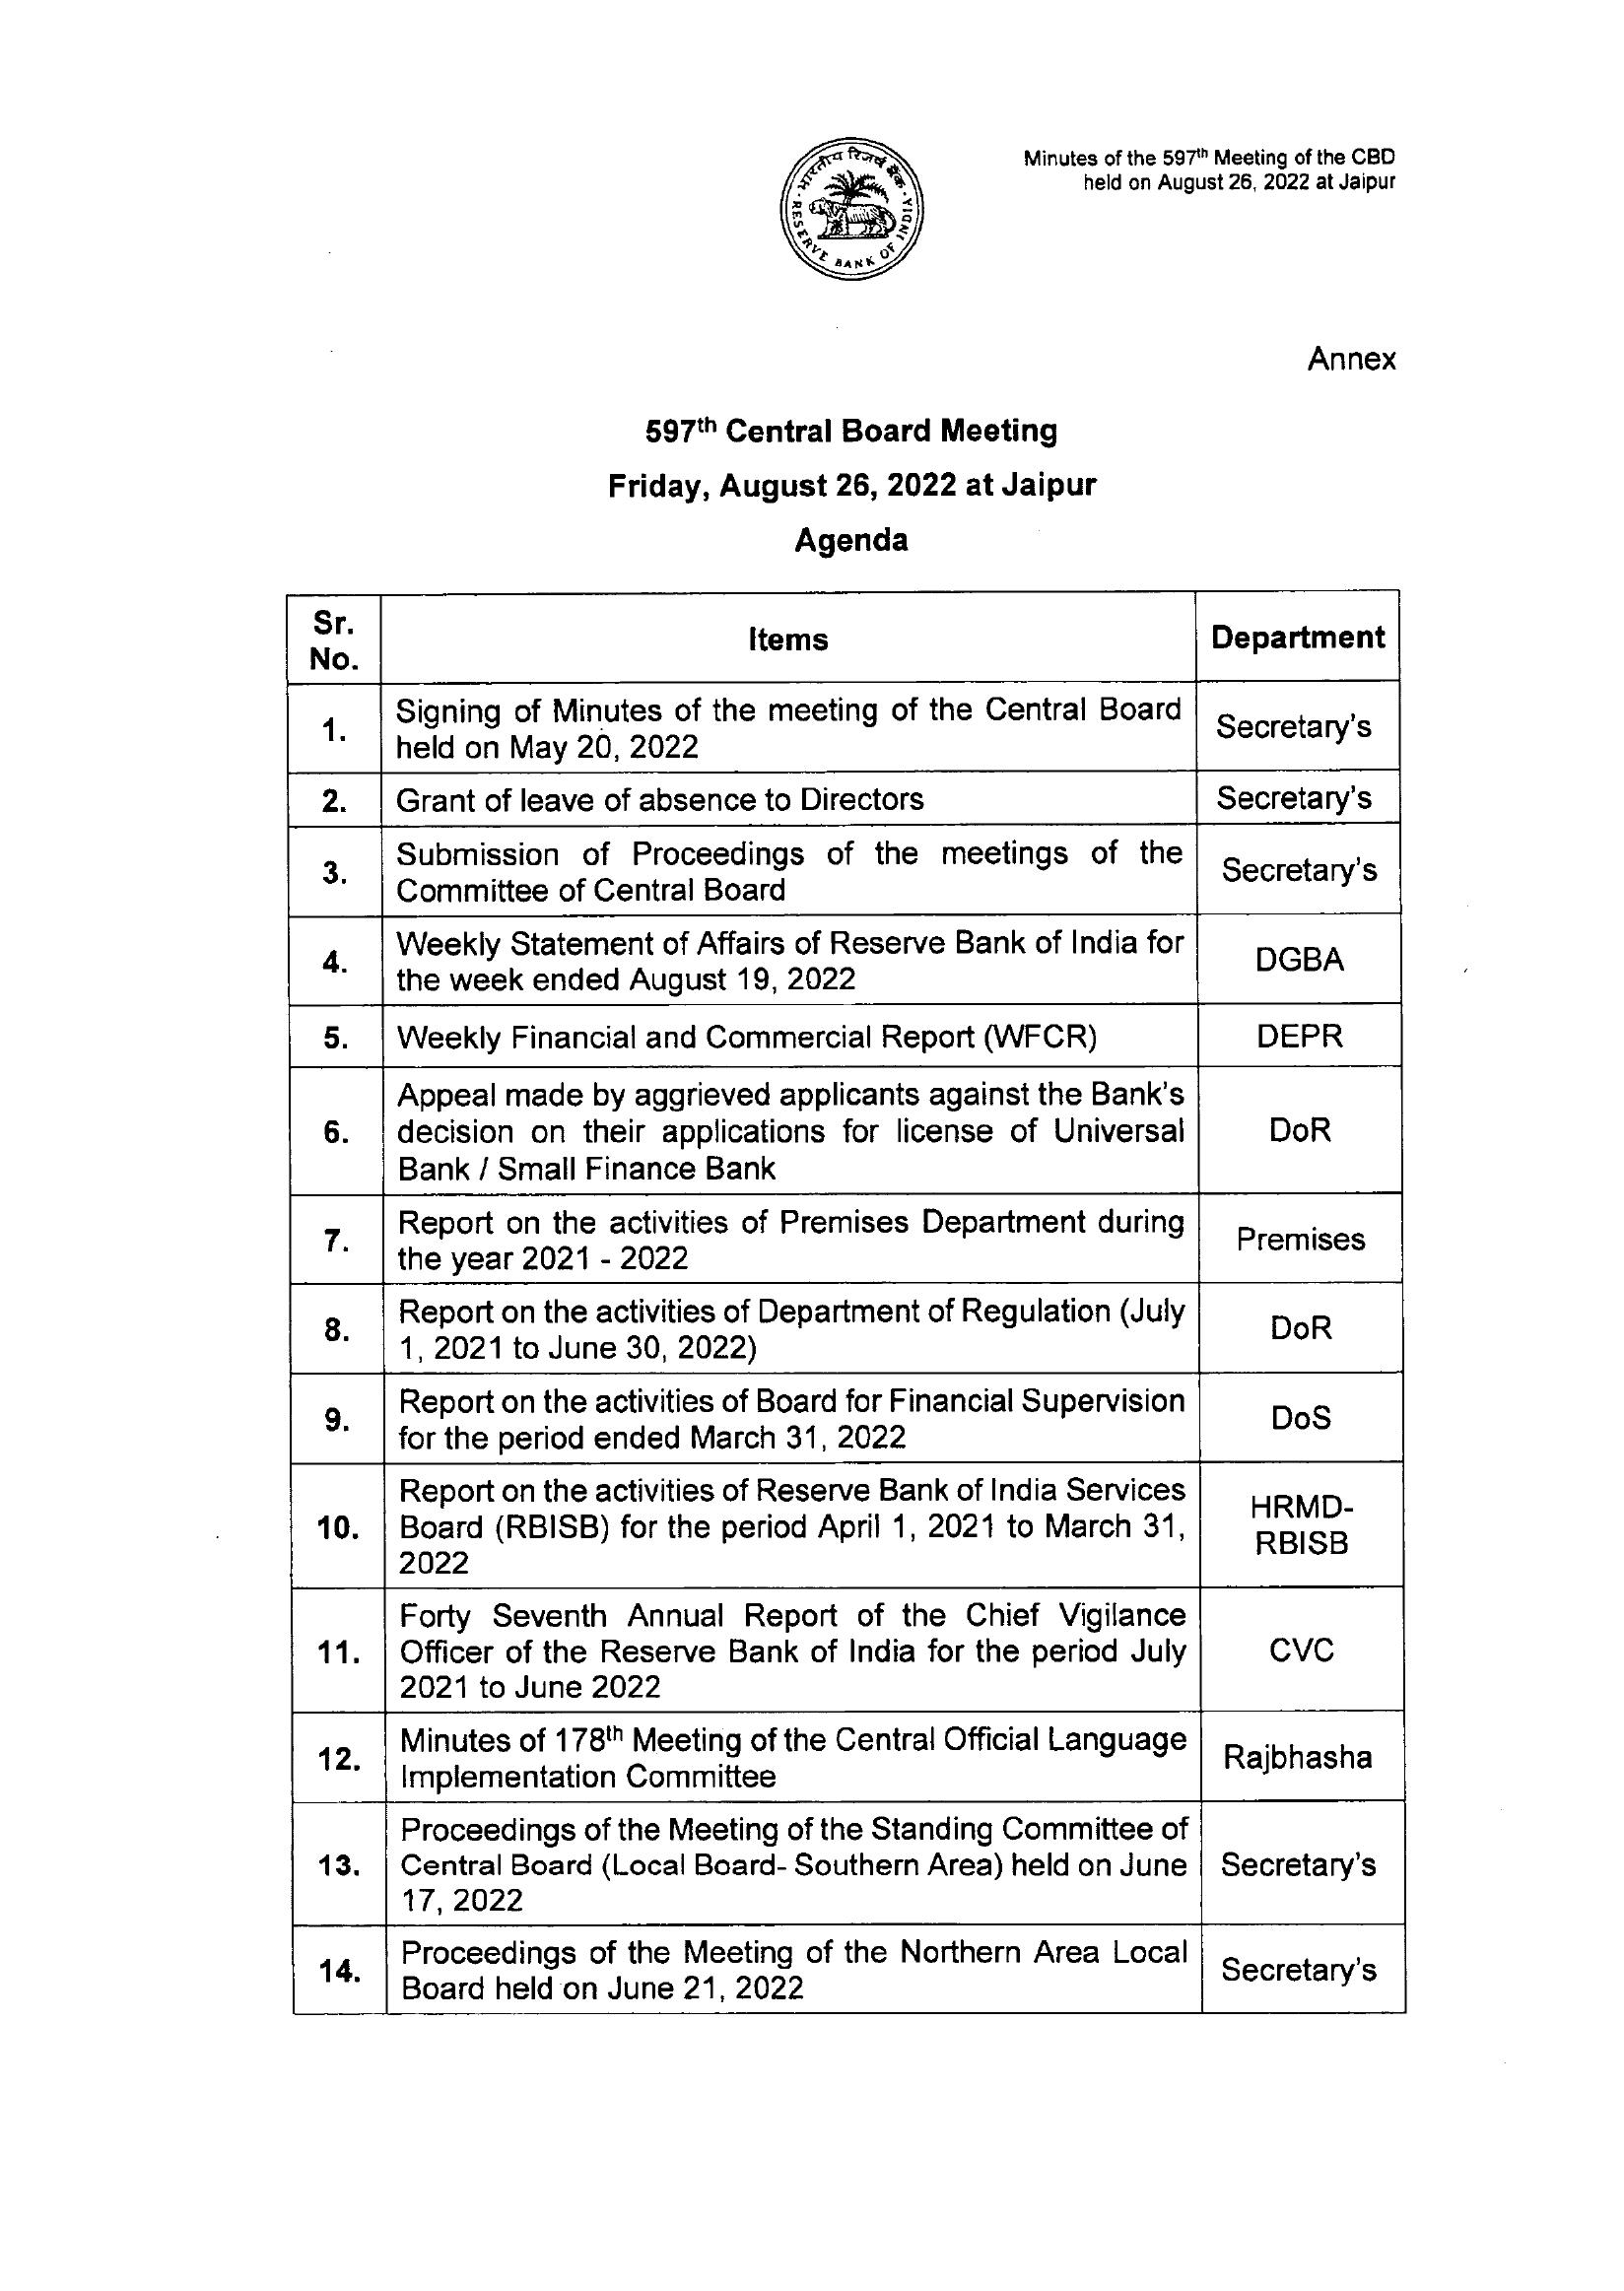 भारतीय रिज़र्व बैंक
RESERVE BANK OF INDIA
Minutes of the 597th Meeting of the CBD
held on August 26, 2022 at Jaipur
Annex
597th Central Board Meeting
Friday, August 26, 2022 at Jaipur
Agenda
Sr.
No.
Items
Department
1.
Signing of Minutes of the meeting of the Central Board
held on May 20, 2022
Secretary's
2.
Grant of leave of absence to Directors
Secretary's
3.
Submission of Proceedings of the meetings of the
Committee of Central Board
Secretary's
4.
Weekly Statement of Affairs of Reserve Bank of India for
the week ended August 19, 2022
DGBA
5.
Weekly Financial and Commercial Report (WFCR)
DEPR
6.
Appeal made by aggrieved applicants against the Bank's
decision on their applications for license of Universal
Bank / Small Finance Bank
DoR
7.
Report on the activities of Premises Department during
the year 2021 - 2022
Premises
8.
Report on the activities of Department of Regulation (July
1, 2021 to June 30, 2022)
DoR
9.
Report on the activities of Board for Financial Supervision
for the period ended March 31, 2022
DoS
10.
Report on the activities of Reserve Bank of India Services
Board (RBISB) for the period April 1, 2021 to March 31,
2022
HRMD-
RBISB
11.
Forty Seventh Annual Report of the Chief Vigilance
Officer of the Reserve Bank of India for the period July
2021 to June 2022
CVC
12.
Minutes of 178th Meeting of the Central Official Language
Implementation Committee
Rajbhasha
13.
Proceedings of the Meeting of the Standing Committee of
Central Board (Local Board- Southern Area) held on June
17, 2022
Secretary's
14.
Proceedings of the Meeting of the Northern Area Local
Board held on June 21, 2022
Secretary's